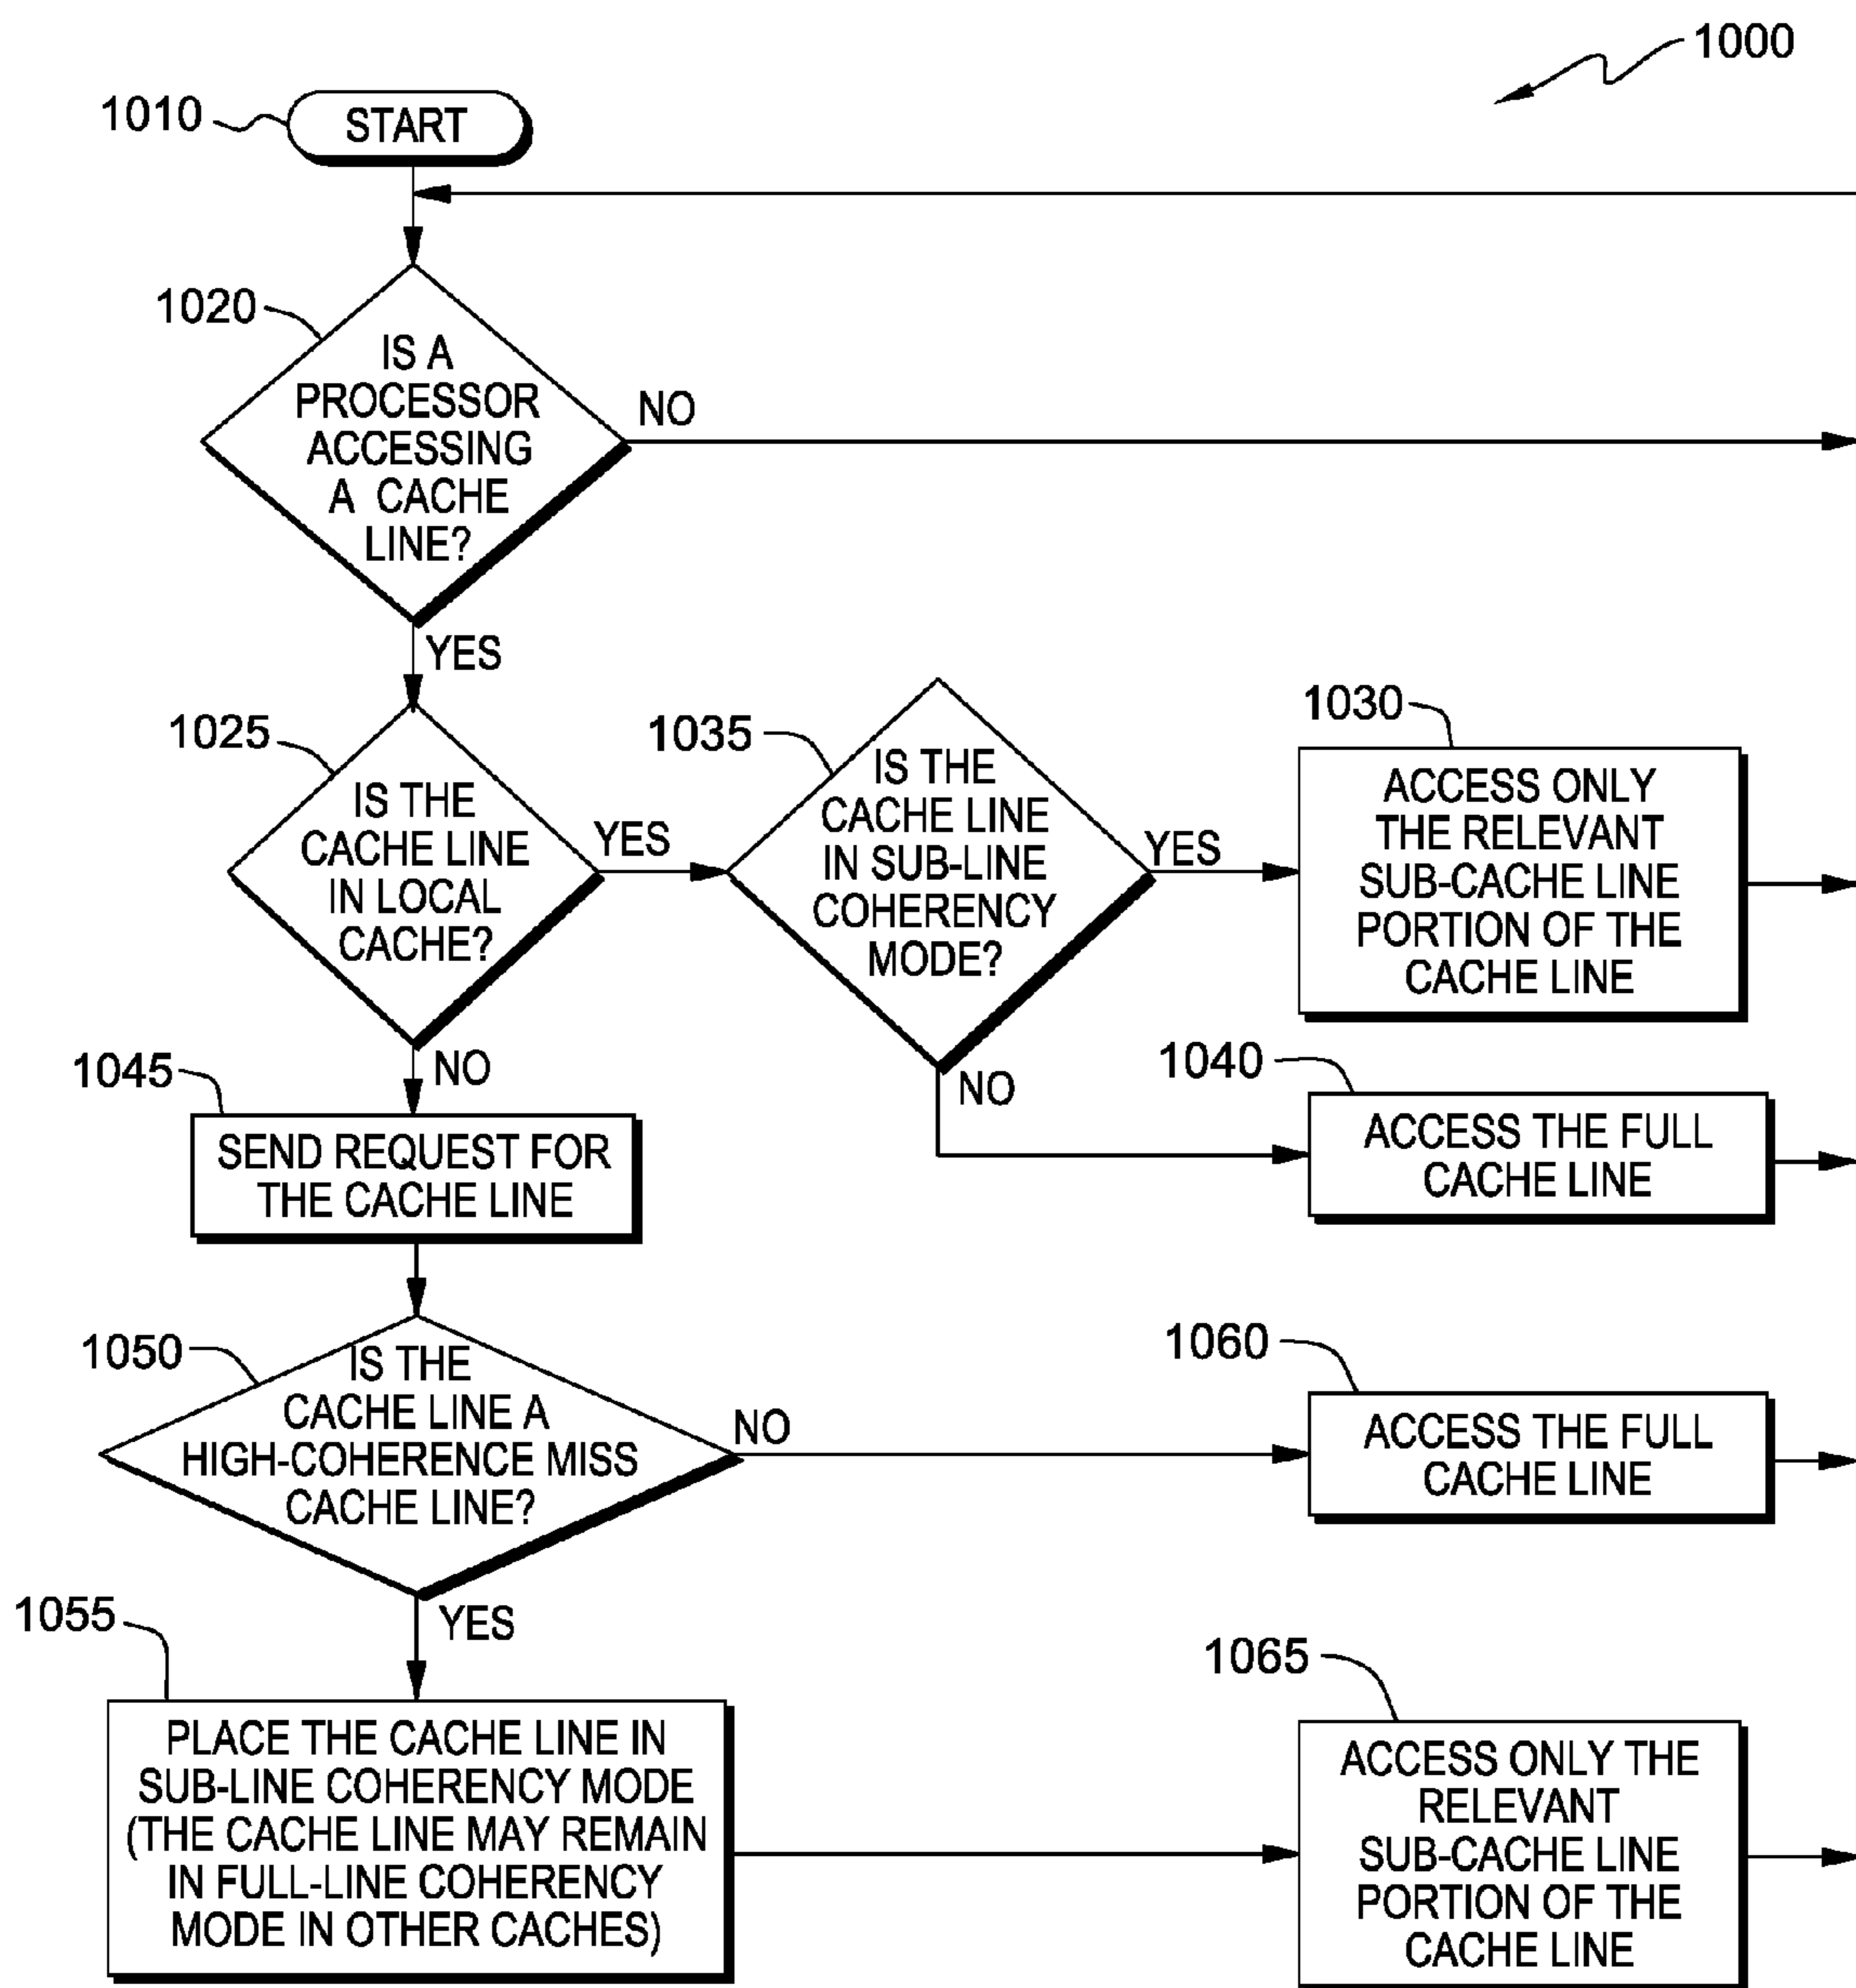 1000
1010
START
1020
IS A
PROCESSOR
ACCESSING
A CACHE
LINE?
NO
YES
1025
IS THE
CACHE LINE
IN LOCAL
CACHE?
YES
1035
IS THE
CACHE LINE
IN SUB-LINE
COHERENCY
MODE?
YES
1030
ACCESS ONLY
THE RELEVANT
SUB-CACHE LINE
PORTION OF THE
CACHE LINE
NO
1040
ACCESS THE FULL
CACHE LINE
NO
1045
SEND REQUEST FOR
THE CACHE LINE
1050
IS THE
CACHE LINE A
HIGH-COHERENCE MISS
CACHE LINE?
NO
1060
ACCESS THE FULL
CACHE LINE
YES
1055
PLACE THE CACHE LINE IN
SUB-LINE COHERENCY MODE
(THE CACHE LINE MAY REMAIN
IN FULL-LINE COHERENCY
MODE IN OTHER CACHES)
1065
ACCESS ONLY THE
RELEVANT
SUB-CACHE LINE
PORTION OF THE
CACHE LINE